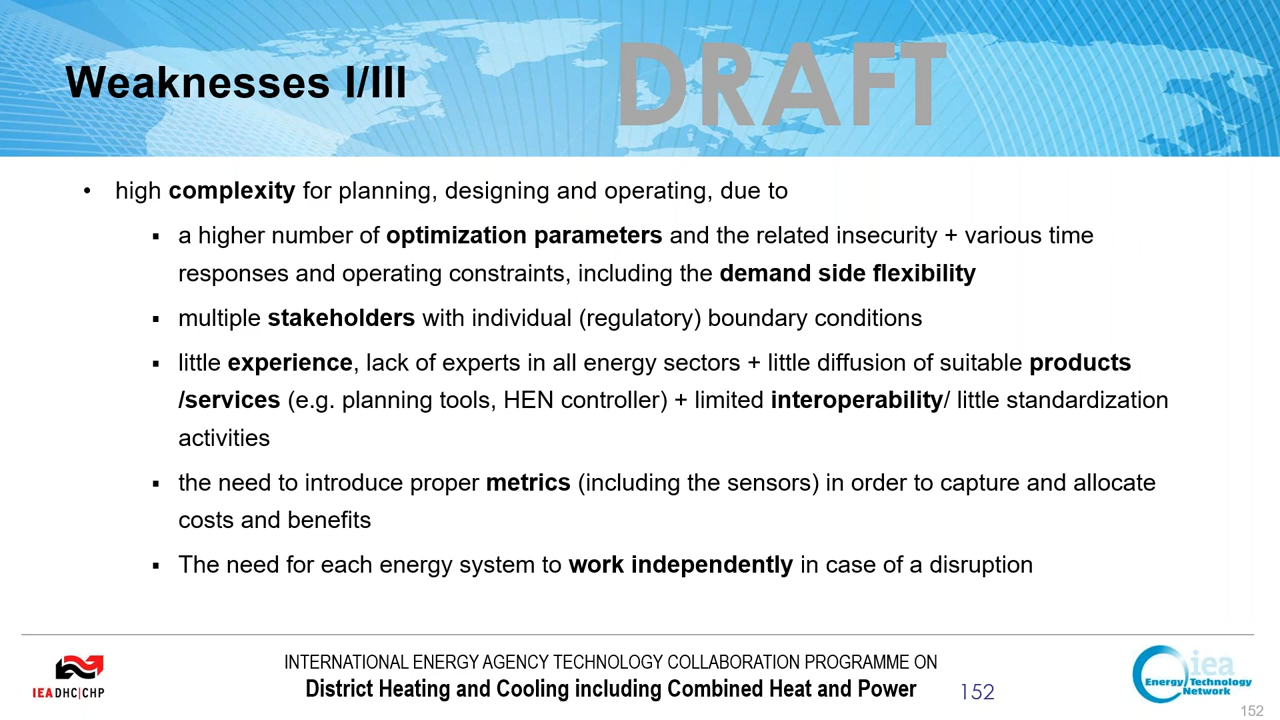 DRAFT
Weaknesses I/III
• high complexity for planning, designing and operating, due to
▪ a higher number of optimization parameters and the related insecurity + various time
responses and operating constraints, including the demand side flexibility
▪ multiple stakeholders with individual (regulatory) boundary conditions
▪ little experience, lack of experts in all energy sectors + little diffusion of suitable products
/services (e.g. planning tools, HEN controller) + limited interoperability/ little standardization
activities
▪ the need to introduce proper metrics (including the sensors) in order to capture and allocate
costs and benefits
▪ The need for each energy system to work independently in case of a disruption
IEA DHC|CHP
INTERNATIONAL ENERGY AGENCY TECHNOLOGY COLLABORATION PROGRAMME ON
District Heating and Cooling including Combined Heat and Power
152
iea
Energy Technology
Network
152